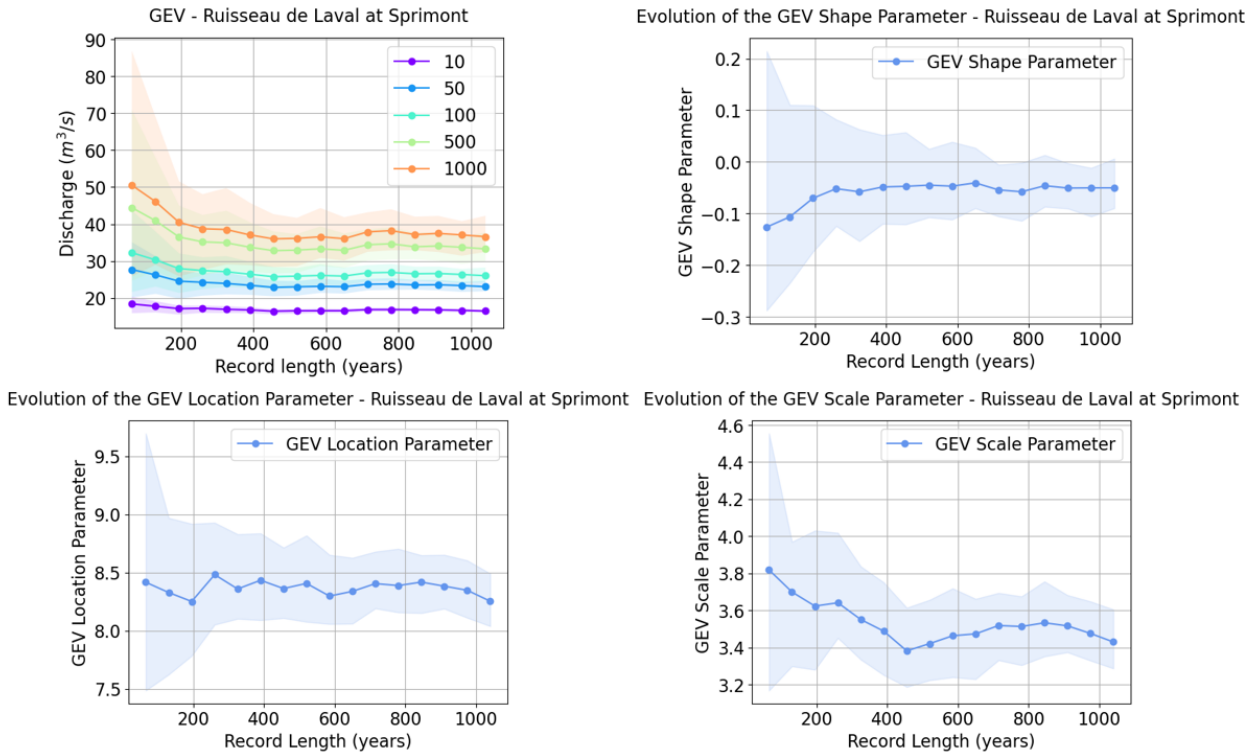 GEV - Ruisseau de Laval at Sprimont
90
80
70
60
50
40
30
20
Discharge (m³/s)
10
50
100
500
1000
200 400 600 800 1000
Record length (years)
Evolution of the GEV Shape Parameter - Ruisseau de Laval at Sprimont
0.2
0.1
0.0
−0.1
−0.2
−0.3
GEV Shape Parameter
GEV Shape Parameter
200 400 600 800 1000
Record Length (years)
Evolution of the GEV Location Parameter - Ruisseau de Laval at Sprimont
9.5
9.0
8.5
8.0
7.5
GEV Location Parameter
GEV Location Parameter
200 400 600 800 1000
Record Length (years)
Evolution of the GEV Scale Parameter - Ruisseau de Laval at Sprimont
4.6
4.4
4.2
4.0
3.8
3.6
3.4
3.2
GEV Scale Parameter
GEV Scale Parameter
200 400 600 800 1000
Record Length (years)